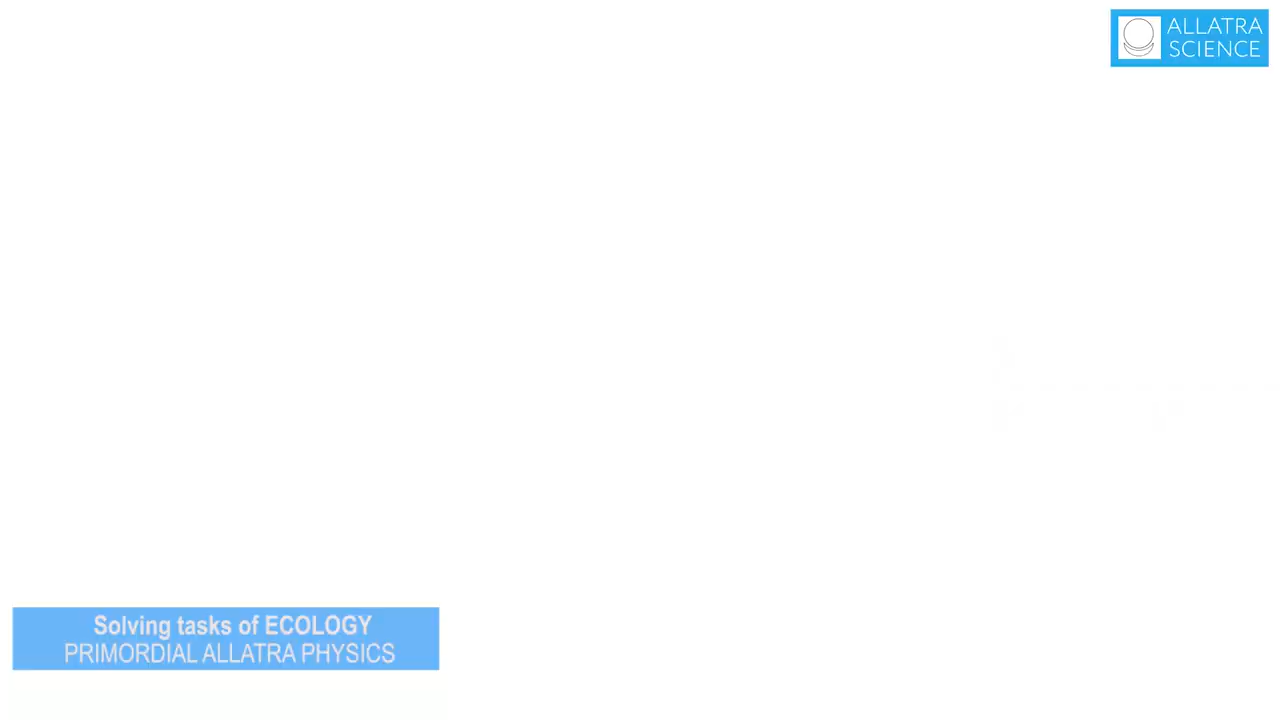 ALLATRA
SCIENCE
Solving tasks of ECOLOGY
PRIMORDIAL ALLATRA PHYSICS